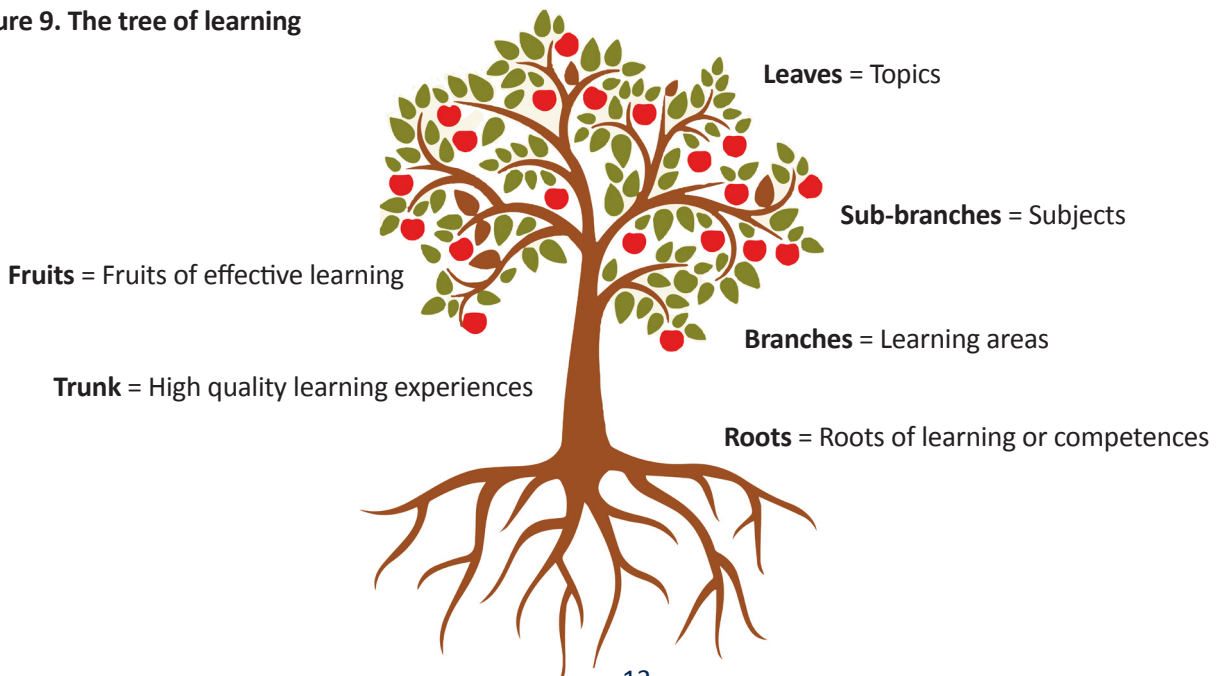 ure 9. The tree of learning
Leaves = Topics
Sub-branches = Subjects
Fruits = Fruits of effective learning
Branches = Learning areas
Trunk = High quality learning experiences
Roots = Roots of learning or competences